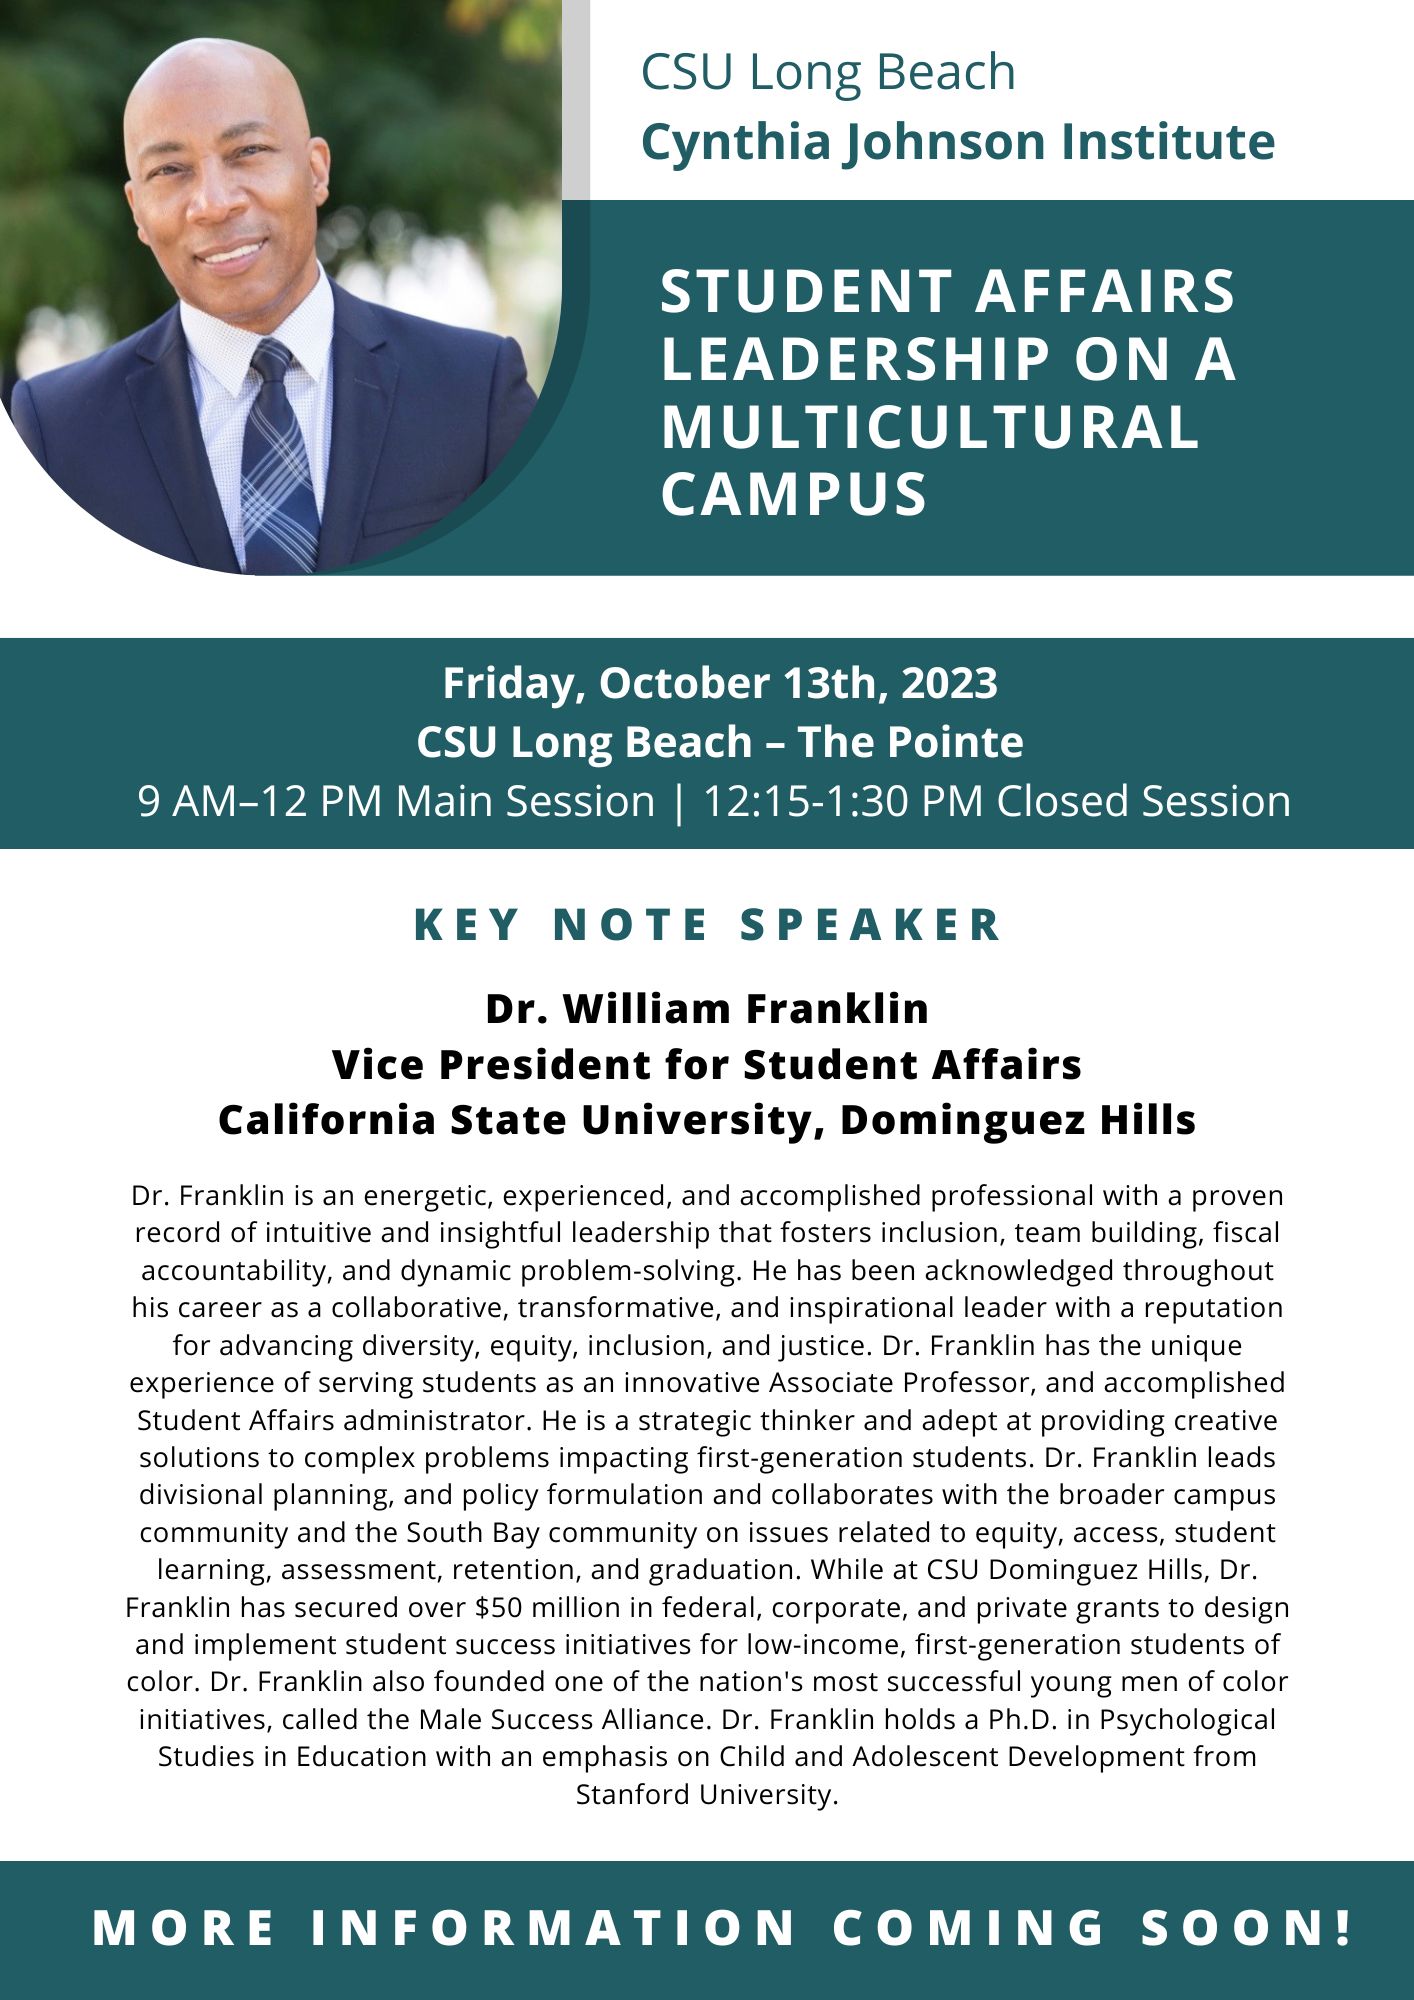 CSU Long Beach
Cynthia Johnson Institute
STUDENT AFFAIRS
LEADERSHIP ON A
MULTICULTURAL
CAMPUS
Friday, October 13th, 2023
CSU Long Beach – The Pointe
9 AM–12 PM Main Session | 12:15-1:30 PM Closed Session
KEY NOTE SPEAKER
Dr. William Franklin
Vice President for Student Affairs
California State University, Dominguez Hills
Dr. Franklin is an energetic, experienced, and accomplished professional with a proven
record of intuitive and insightful leadership that fosters inclusion, team building, fiscal
accountability, and dynamic problem-solving. He has been acknowledged throughout
his career as a collaborative, transformative, and inspirational leader with a reputation
for advancing diversity, equity, inclusion, and justice. Dr. Franklin has the unique
experience of serving students as an innovative Associate Professor, and accomplished
Student Affairs administrator. He is a strategic thinker and adept at providing creative
solutions to complex problems impacting first-generation students. Dr. Franklin leads
divisional planning, and policy formulation and collaborates with the broader campus
community and the South Bay community on issues related to equity, access, student
learning, assessment, retention, and graduation. While at CSU Dominguez Hills, Dr.
Franklin has secured over $50 million in federal, corporate, and private grants to design
and implement student success initiatives for low-income, first-generation students of
color. Dr. Franklin also founded one of the nation's most successful young men of color
initiatives, called the Male Success Alliance. Dr. Franklin holds a Ph.D. in Psychological
Studies in Education with an emphasis on Child and Adolescent Development from
Stanford University.
MORE INFORMATION COMING SOON!